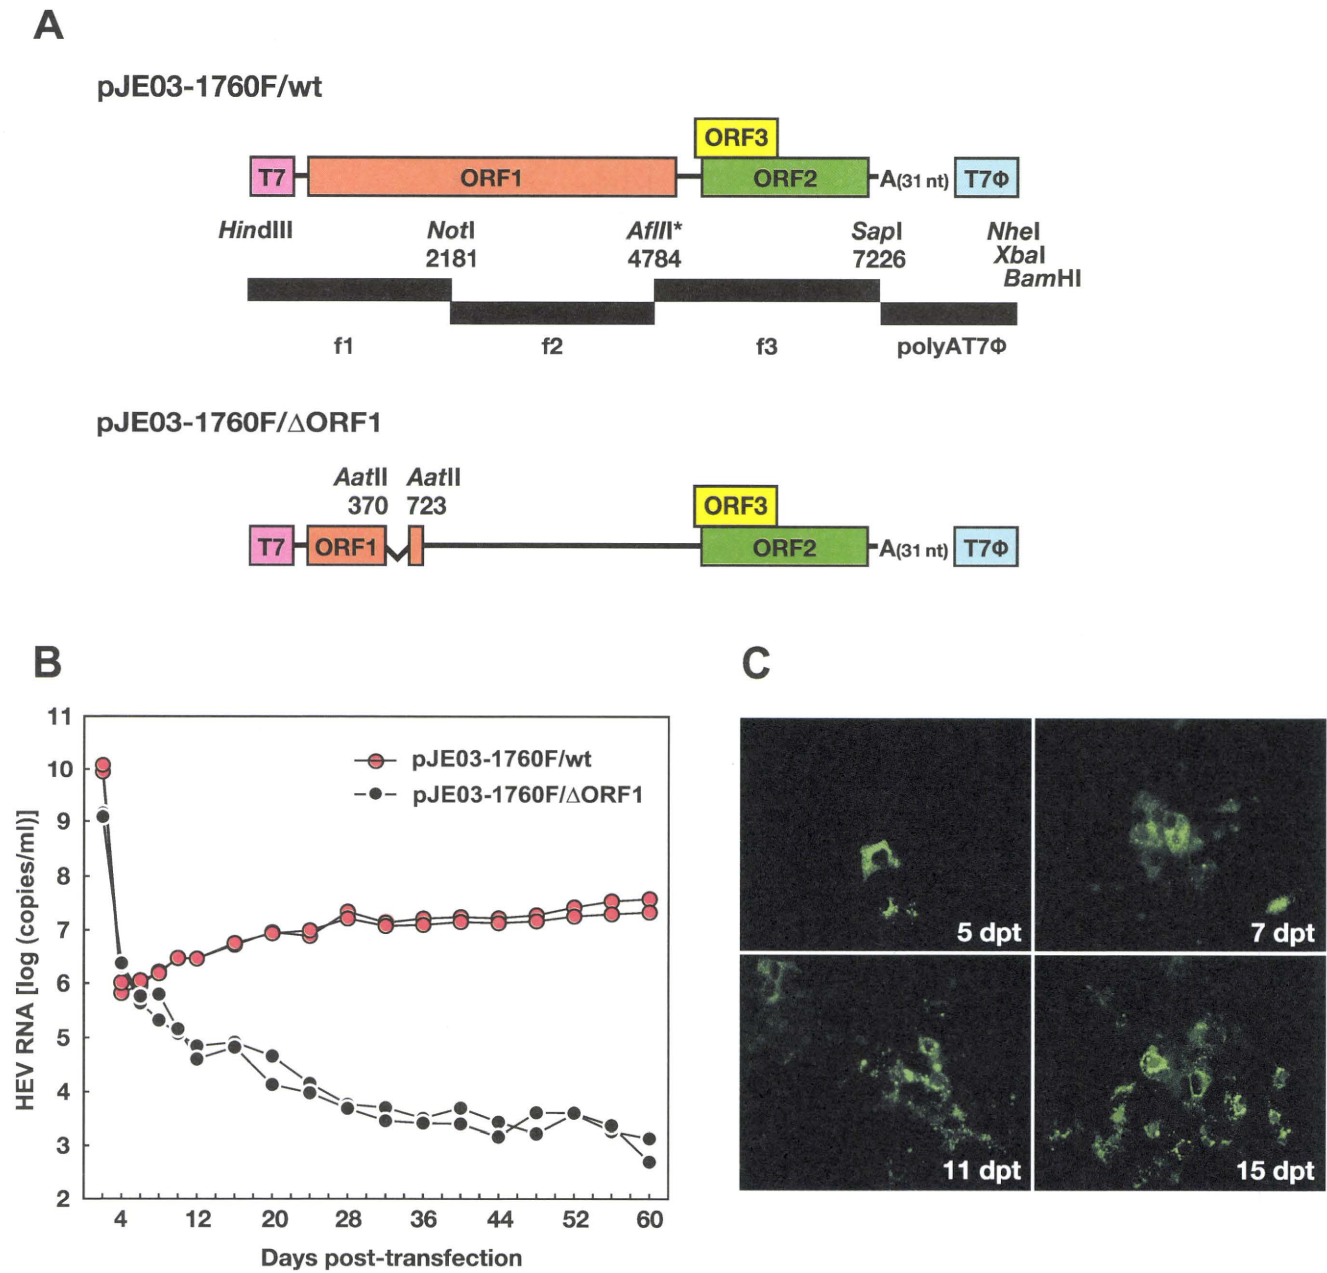 A
pJE03-1760F/wt
ORF3
T7 ORF1 ORF2 A(31 nt) T7Φ
HindIII NotI AflII* SapI NheI
2181 4784 7226 XbaI
BamHI
f1 f2 f3 polyAT7Φ
pJE03-1760F/ΔORF1
AatII AatII
370 723
ORF3
T7 ORF1 ORF2 A(31 nt) T7Φ
B
11
10
9
8
7
6
5
4
3
2
HEV RNA [log (copies/ml)]
pJE03-1760F/wt
pJE03-1760F/ΔORF1
4 12 20 28 36 44 52 60
Days post-transfection
C
5 dpt
7 dpt
11 dpt
15 dpt